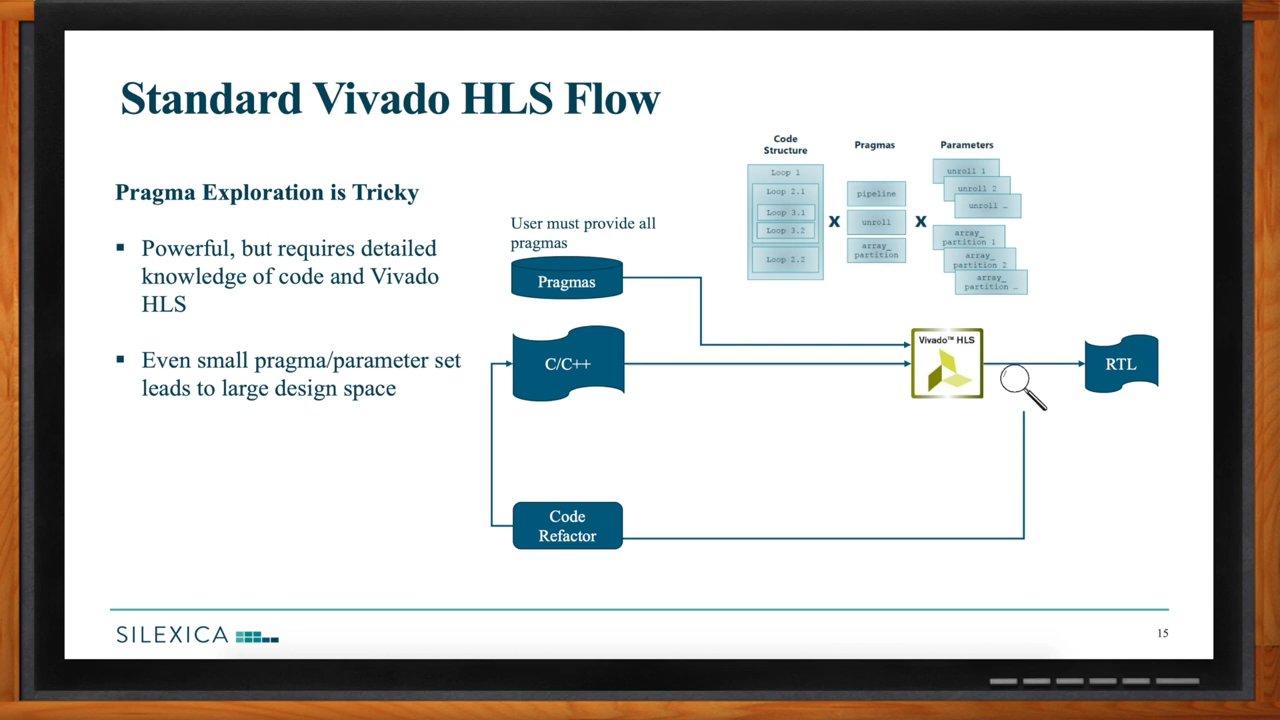 Standard Vivado HLS Flow
Pragma Exploration is Tricky
▪ Powerful, but requires detailed
knowledge of code and Vivado
HLS
▪ Even small pragma/parameter set
leads to large design space
User must provide all
pragmas
Pragmas
C/C++
Code
Refactor
Code
Structure
Loop 1
Loop 2.1
Loop 3.1
Loop 3.2
Loop 2.2
x
Pragmas
pipeline
unroll
array_
partition
x
Parameters
unroll 1
unroll 2
unroll …
array_
partition 1
array_
partition 2
array_
partition …
Vivado™ HLS
RTL
SILEXICA
15